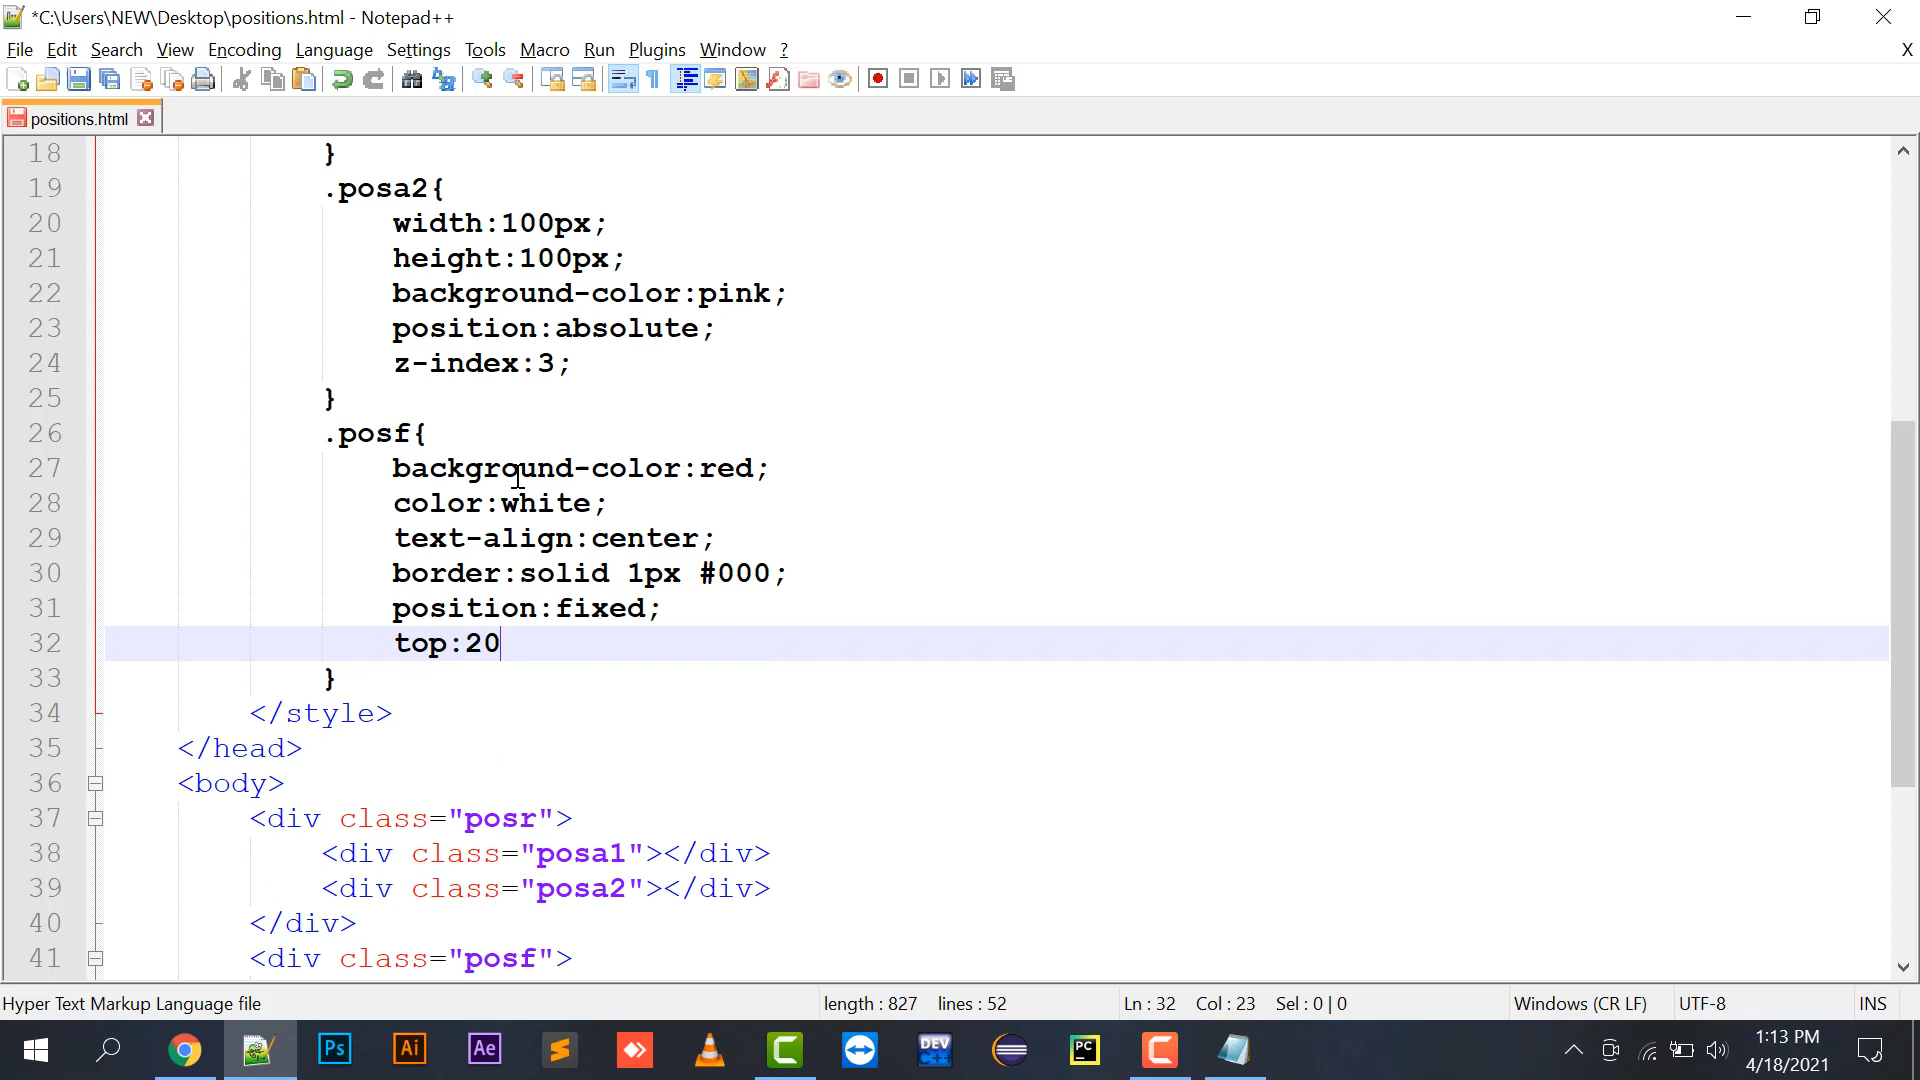 *C:\Users\NEW\Desktop\positions.html - Notepad++
File Edit Search View Encoding Language Settings Tools Macro Run Plugins Window ? X
positions.html
18 }
19 .posa2{
20 width:100px;
21 height:100px;
22 background-color:pink;
23 position:absolute;
24 z-index:3;
25 }
26 .posf{
27 background-color:red;
28 color:white;
29 text-align:center;
30 border:solid 1px #000;
31 position:fixed;
32 top:20
33 }
34 </style>
35 </head>
36 <body>
37 <div class="posr">
38 <div class="posa1"></div>
39 <div class="posa2"></div>
40 </div>
41 <div class="posf">
Hyper Text Markup Language file length : 827 lines : 52 Ln : 32 Col : 23 Sel : 0 | 0 Windows (CR LF) UTF-8 INS
Ps Ai Ae DEV C++ PC 1:13 PM
4/18/2021